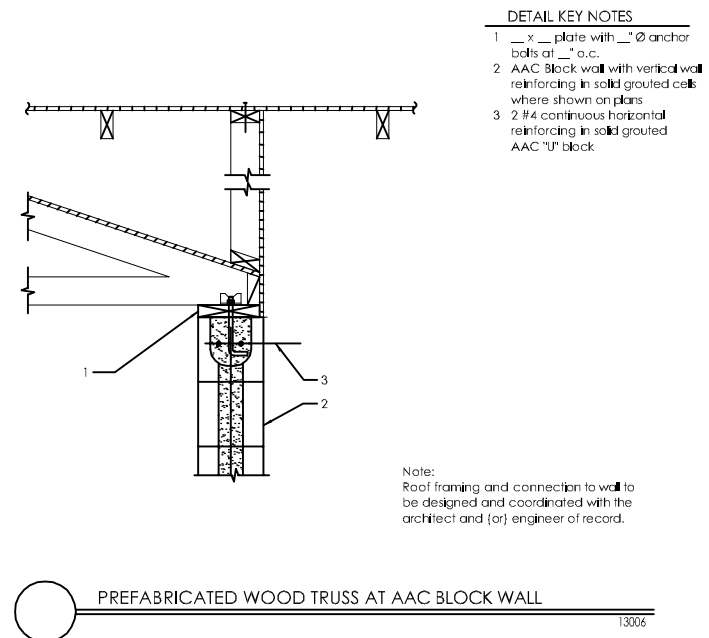 DETAIL KEY NOTES
1 __ x __ plate with __" Ø anchor
bolts at __" o.c.
2 AAC Block wall with vertical wall
reinforcing in solid grouted cells
where shown on plans
3 2 #4 continuous horizontal
reinforcing in solid grouted
AAC "U" block
1
3
2
Note:
Roof framing and connection to wall to
be designed and coordinated with the
architect and {or} engineer of record.
PREFABRICATED WOOD TRUSS AT AAC BLOCK WALL
13006